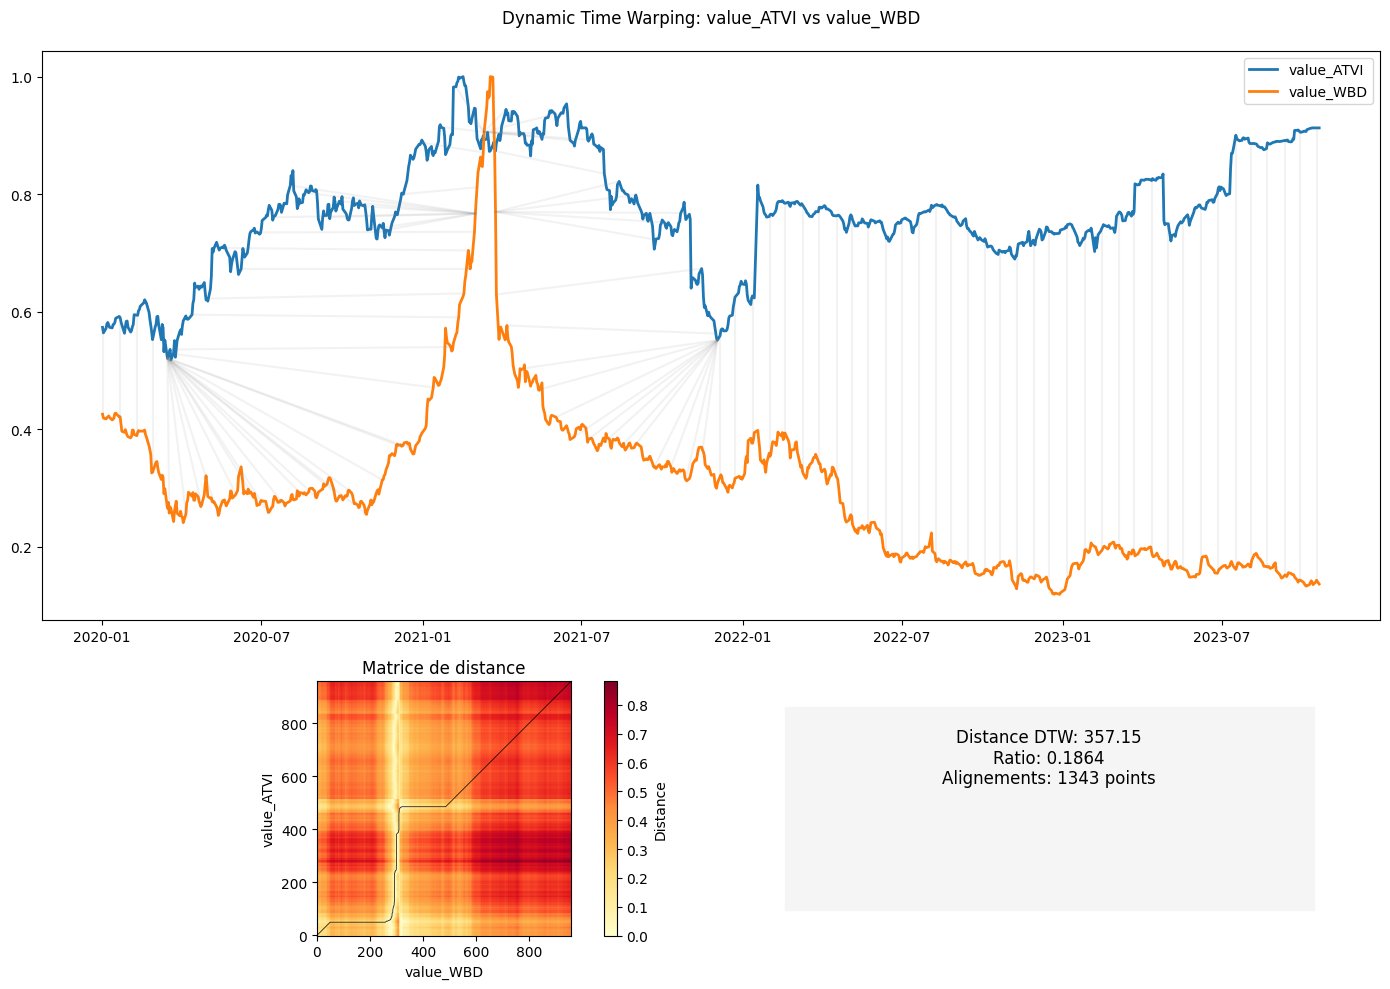 Dynamic Time Warping: value_ATVI vs value_WBD
value_ATVI
value_WBD
1.0
0.8
0.6
0.4
0.2
2020-01 2020-07 2021-01 2021-07 2022-01 2022-07 2023-01 2023-07
Matrice de distance
value_ATVI
800
600
400
200
0
0 200 400 600 800
value_WBD
0.8
0.7
0.6
0.5
0.4
0.3
0.2
0.1
0.0
Distance
Distance DTW: 357.15
Ratio: 0.1864
Alignements: 1343 points